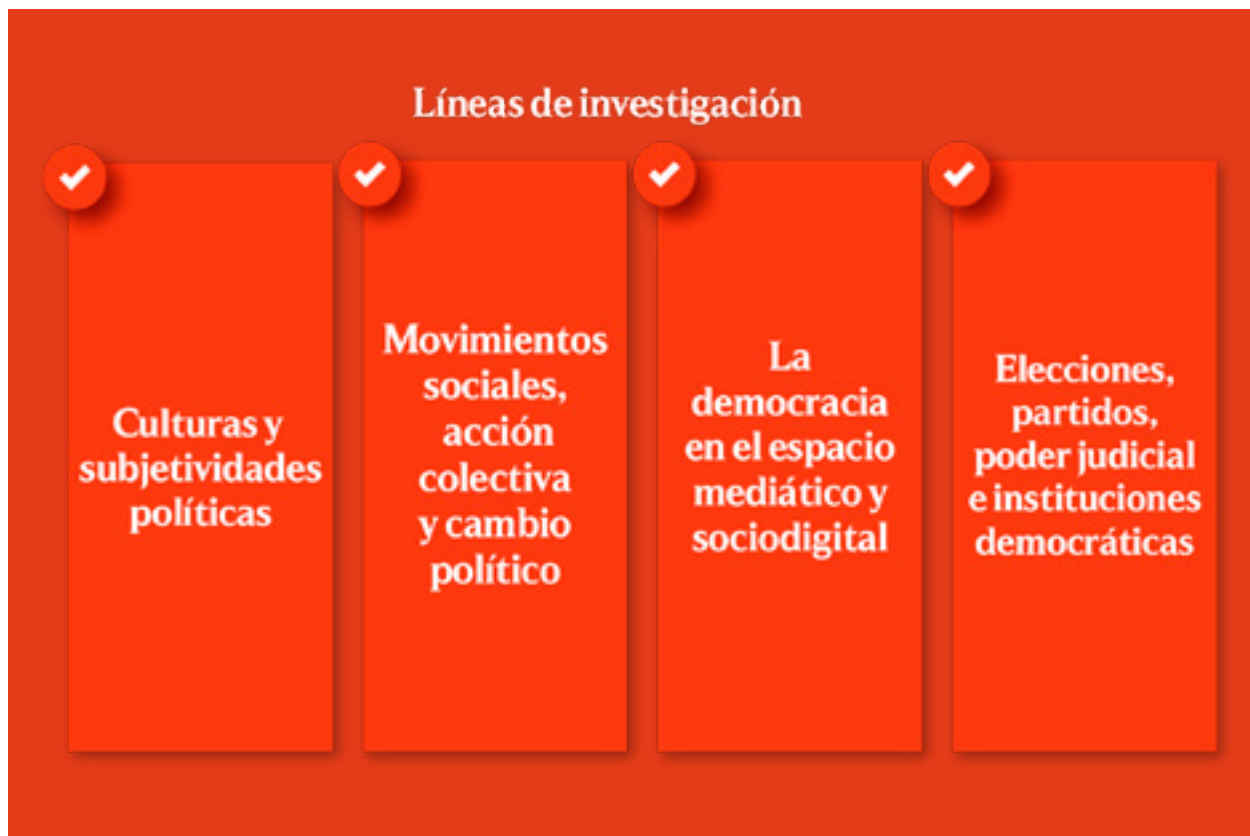 Líneas de investigación
Culturas y
subjetividades
políticas
Movimientos
sociales,
acción
colectiva
y cambio
político
La
democracia
en el espacio
mediático y
sociodigital
Elecciones,
partidos,
poder judicial
e instituciones
democráticas